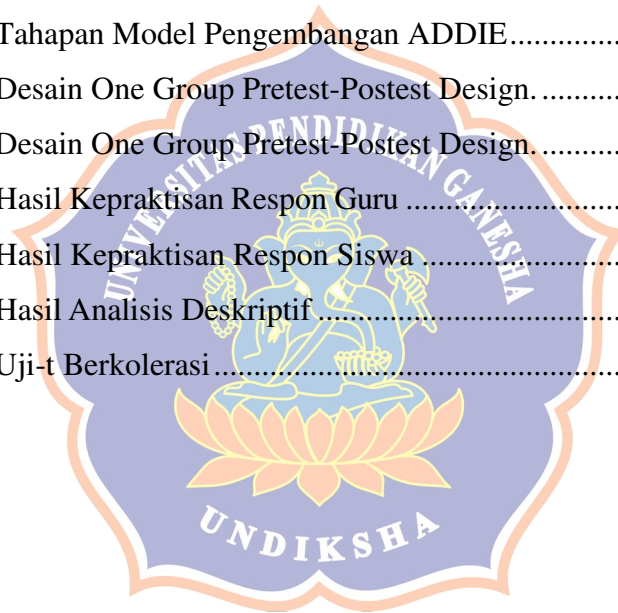 Tahapan Model Pengembangan ADDIE...............
Desain One Group Pretest-Postest Design. ..........
Desain One Group Pretest-Postest Design. ..........
Hasil Kepraktisan Respon Guru ...........................
Hasil Kepraktisan Respon Siswa .........................
Hasil Analisis Deskriptif ......................................
Uji-t Berkolerasi...................................................
UNIVERSITAS PENDIDIKAN GANESHA
UNDIKSHA